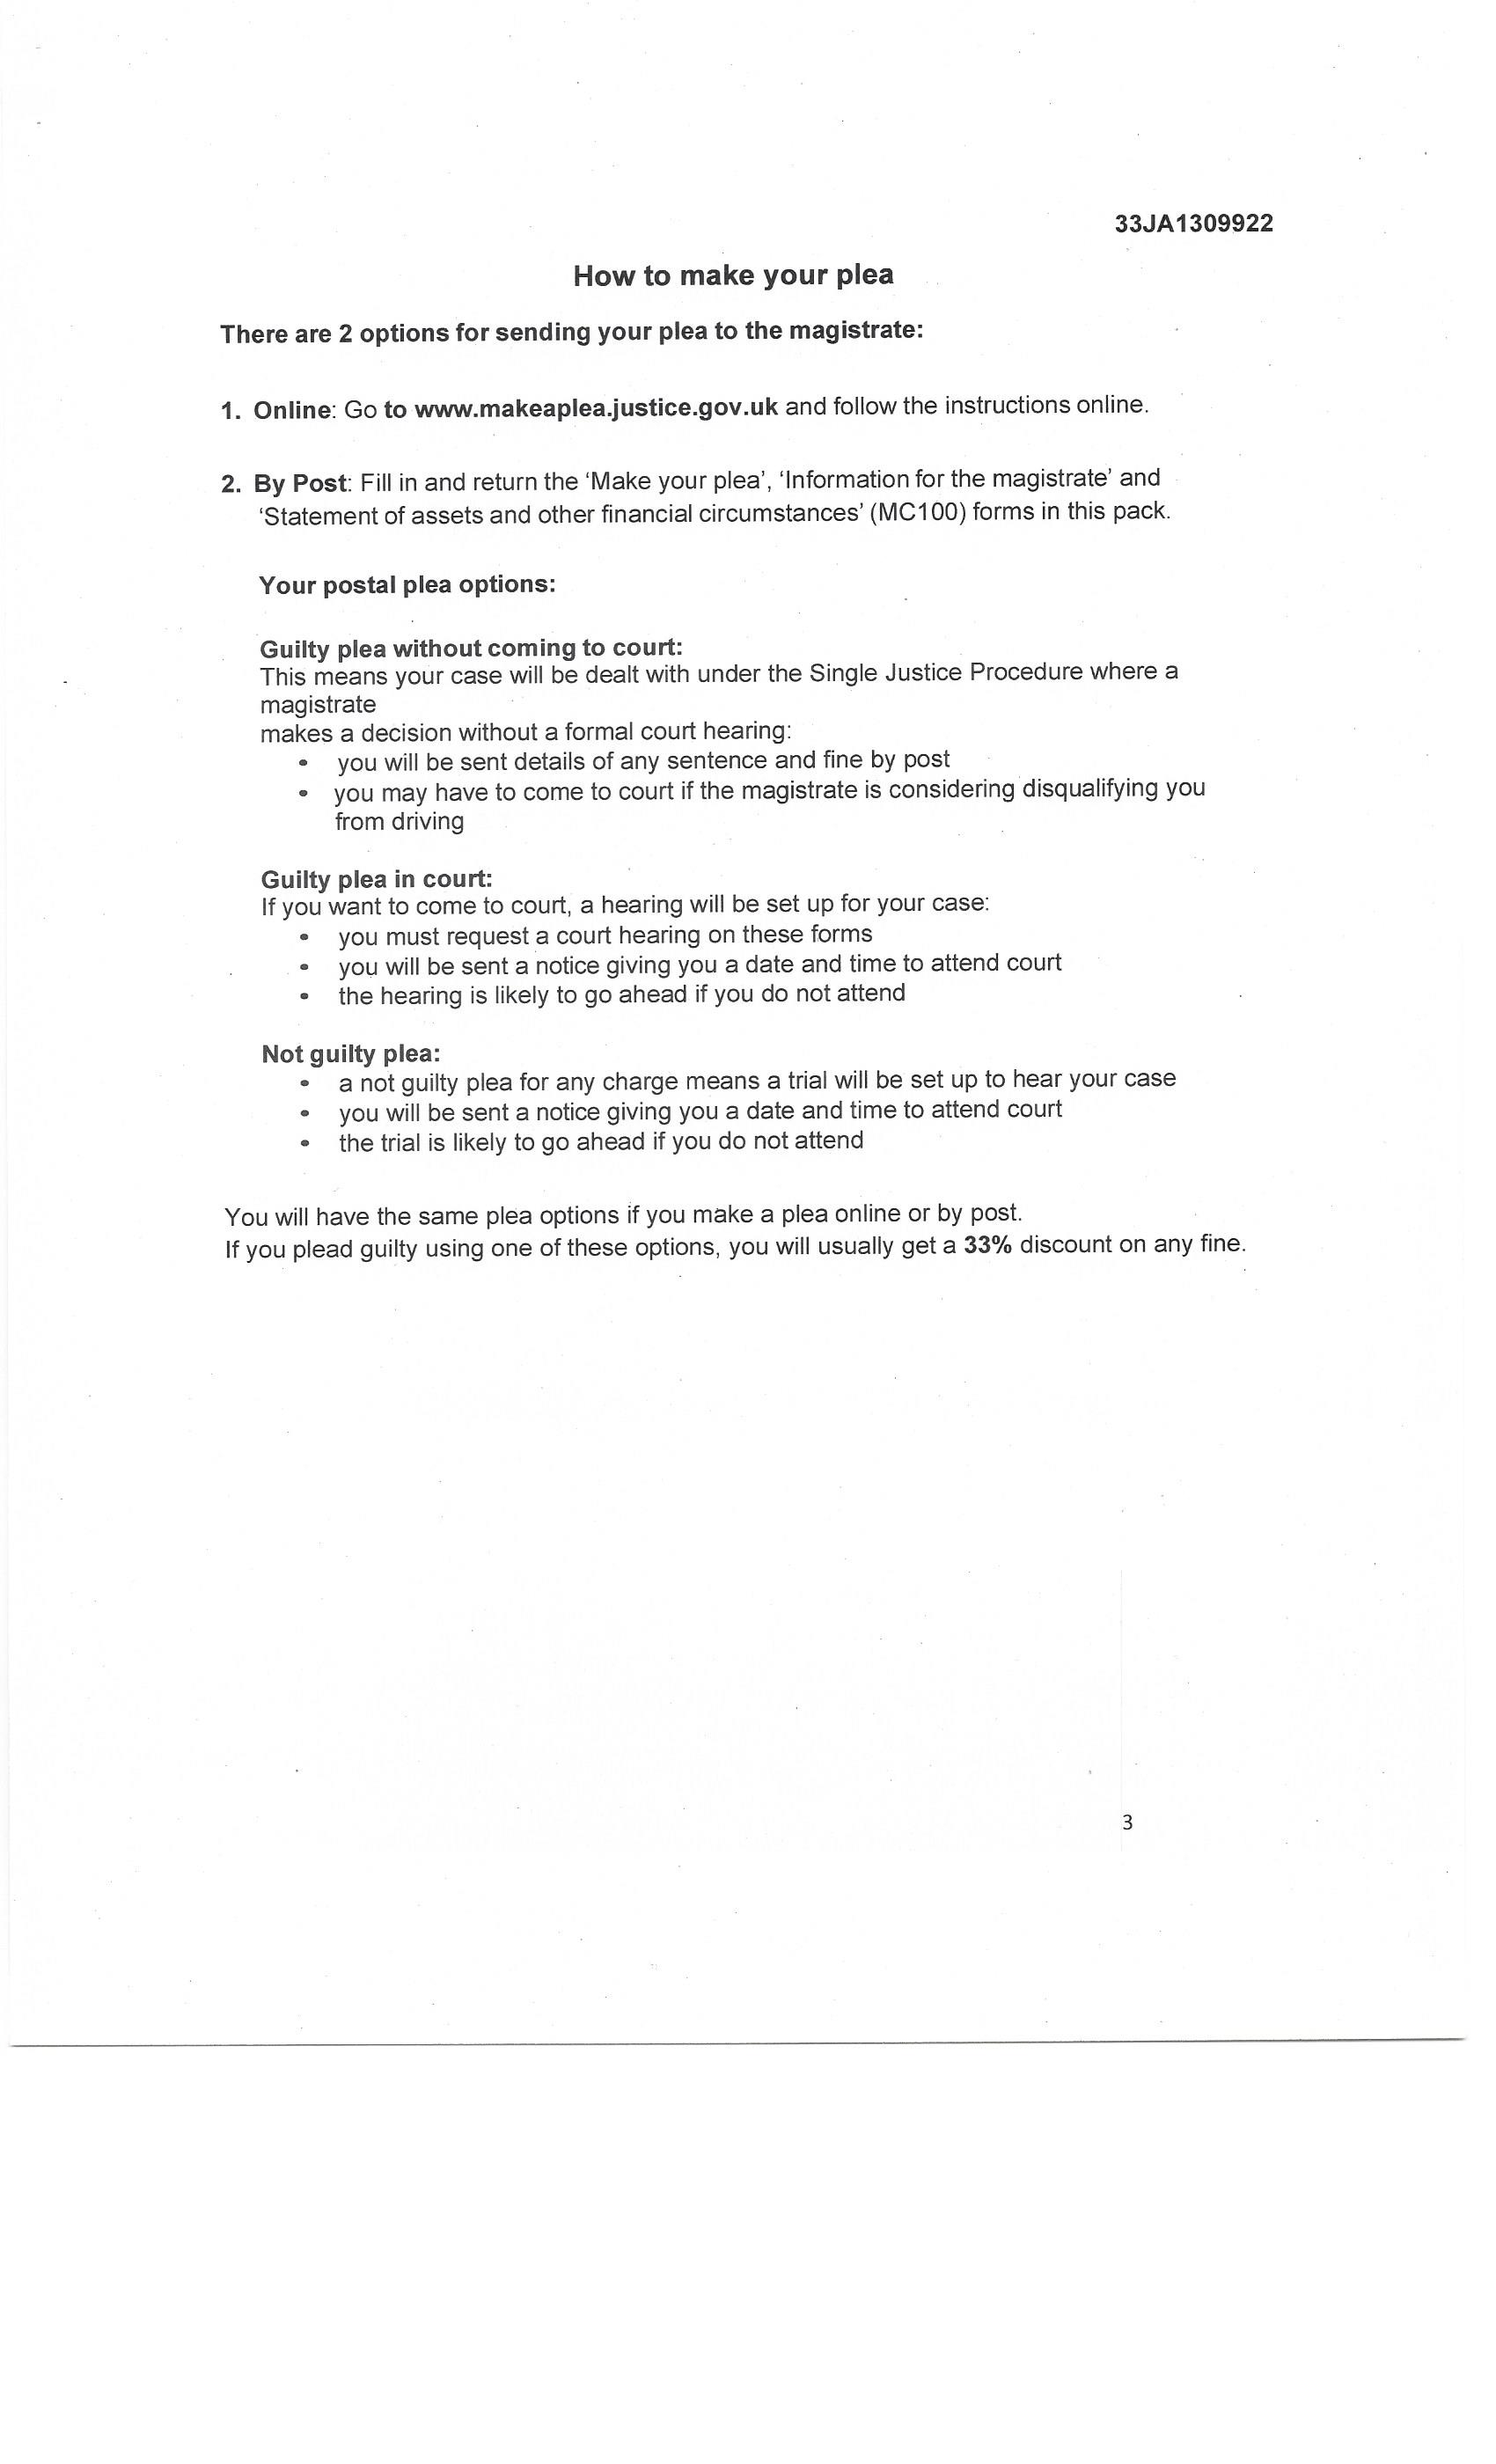 33JA1309922
How to make your plea
There are 2 options for sending your plea to the magistrate:
1. Online: Go to www.makeaplea.justice.gov.uk and follow the instructions online.
2. By Post: Fill in and return the ‘Make your plea’, ‘Information for the magistrate’ and
‘Statement of assets and other financial circumstances’ (MC100) forms in this pack.
Your postal plea options:
Guilty plea without coming to court:
This means your case will be dealt with under the Single Justice Procedure where a
magistrate
makes a decision without a formal court hearing:
• you will be sent details of any sentence and fine by post
• you may have to come to court if the magistrate is considering disqualifying you
from driving
Guilty plea in court:
If you want to come to court, a hearing will be set up for your case:
• you must request a court hearing on these forms
• you will be sent a notice giving you a date and time to attend court
• the hearing is likely to go ahead if you do not attend
Not guilty plea:
• a not guilty plea for any charge means a trial will be set up to hear your case
• you will be sent a notice giving you a date and time to attend court
• the trial is likely to go ahead if you do not attend
You will have the same plea options if you make a plea online or by post.
If you plead guilty using one of these options, you will usually get a 33% discount on any fine.
3